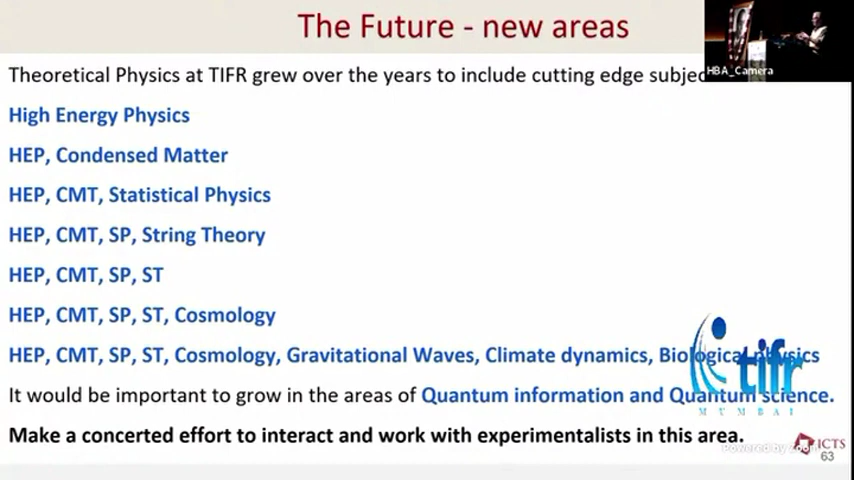 The Future - new areas
HBA_Camera
Theoretical Physics at TIFR grew over the years to include cutting edge
High Energy Physics
HEP, Condensed Matter
HEP, CMT, Statistical Physics
HEP, CMT, SP, String Theory
HEP, CMT, SP, ST
HEP, CMT, SP, ST, Cosmology
HEP, CMT, SP, ST, Cosmology, Gravitational Waves, Climate dynamics, Biological physics
It would be important to grow in the areas of Quantum information and Quantum science.
Make a concerted effort to interact and work with experimentalists in this area.
tifr
MUMBAI
Powered by Zoom
ICTS
63